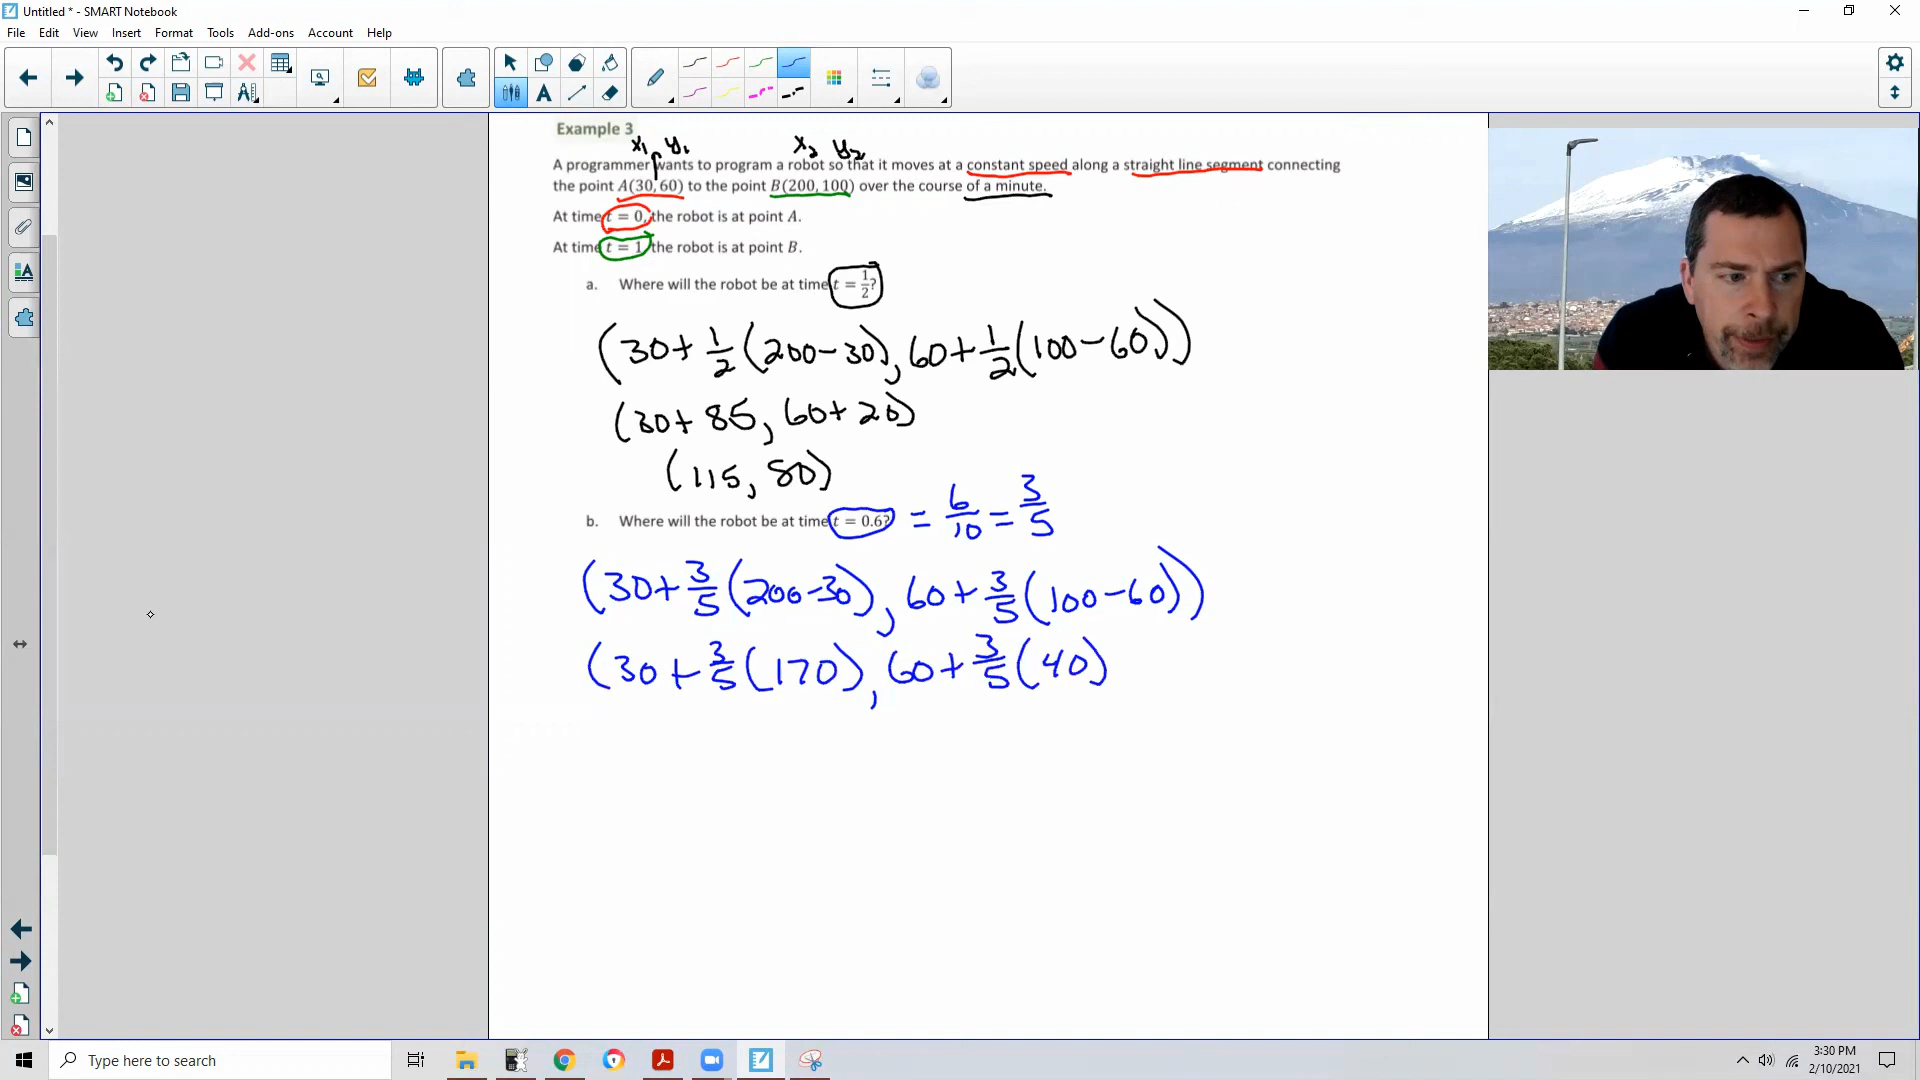 Untitled * - SMART Notebook
File Edit View Insert Format Tools Add-ons Account Help
Example 3
x₁ y₁ x₂ y₂
A programmer wants to program a robot so that it moves at a constant speed along a straight line segment connecting
the point A(30, 60) to the point B(200, 100) over the course of a minute.
At time t = 0, the robot is at point A.
At time t = 1, the robot is at point B.
a. Where will the robot be at time t = 1/2?
(30 + 1/2 (200 - 30), 60 + 1/2 (100 - 60))
(30 + 85, 60 + 20)
(115, 80)
b. Where will the robot be at time t = 0.6? = 6/10 = 3/5
(30 + 3/5 (200 - 30), 60 + 3/5 (100 - 60))
(30 + 3/5 (170), 60 + 3/5 (40)
Type here to search
3:30 PM
2/10/2021